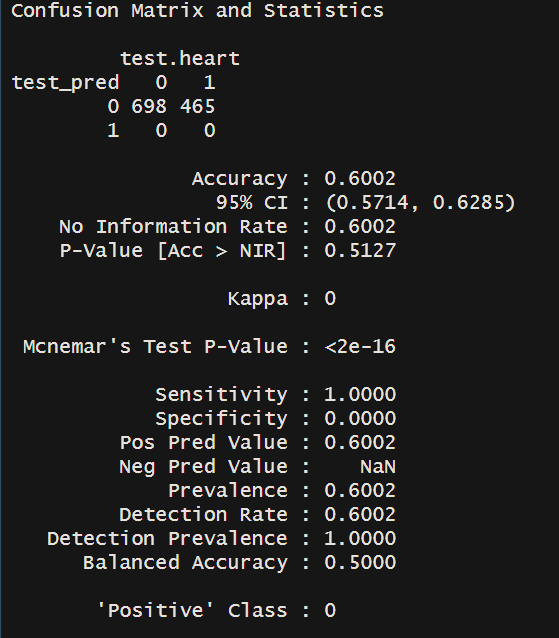 Confusion Matrix and Statistics
test.heart
test_pred 0 1
0 698 465
1 0 0
Accuracy : 0.6002
95% CI : (0.5714, 0.6285)
No Information Rate : 0.6002
P-Value [Acc > NIR] : 0.5127
Kappa : 0
Mcnemar's Test P-Value : <2e-16
Sensitivity : 1.0000
Specificity : 0.0000
Pos Pred Value : 0.6002
Neg Pred Value : NaN
Prevalence : 0.6002
Detection Rate : 0.6002
Detection Prevalence : 1.0000
Balanced Accuracy : 0.5000
'Positive' Class : 0